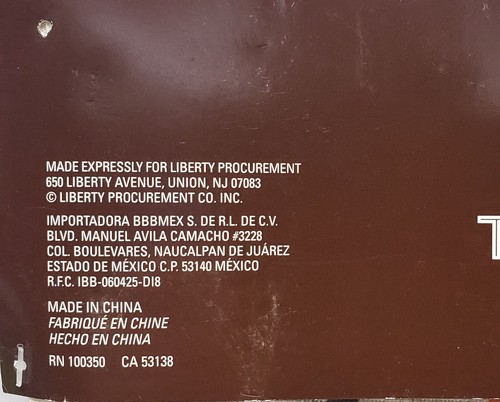 MADE EXPRESSLY FOR LIBERTY PROCUREMENT
650 LIBERTY AVENUE, UNION, NJ 07083
© LIBERTY PROCUREMENT CO. INC.
IMPORTADORA BBBMEX S. DE R.L. DE C.V.
BLVD. MANUEL AVILA CAMACHO #3228
COL. BOULEVARES, NAUCALPAN DE JUÁREZ
ESTADO DE MÉXICO C.P. 53140 MÉXICO
R.F.C. IBB-060425-DI8
MADE IN CHINA
FABRIQUÉ EN CHINE
HECHO EN CHINA
RN 100350 CA 53138